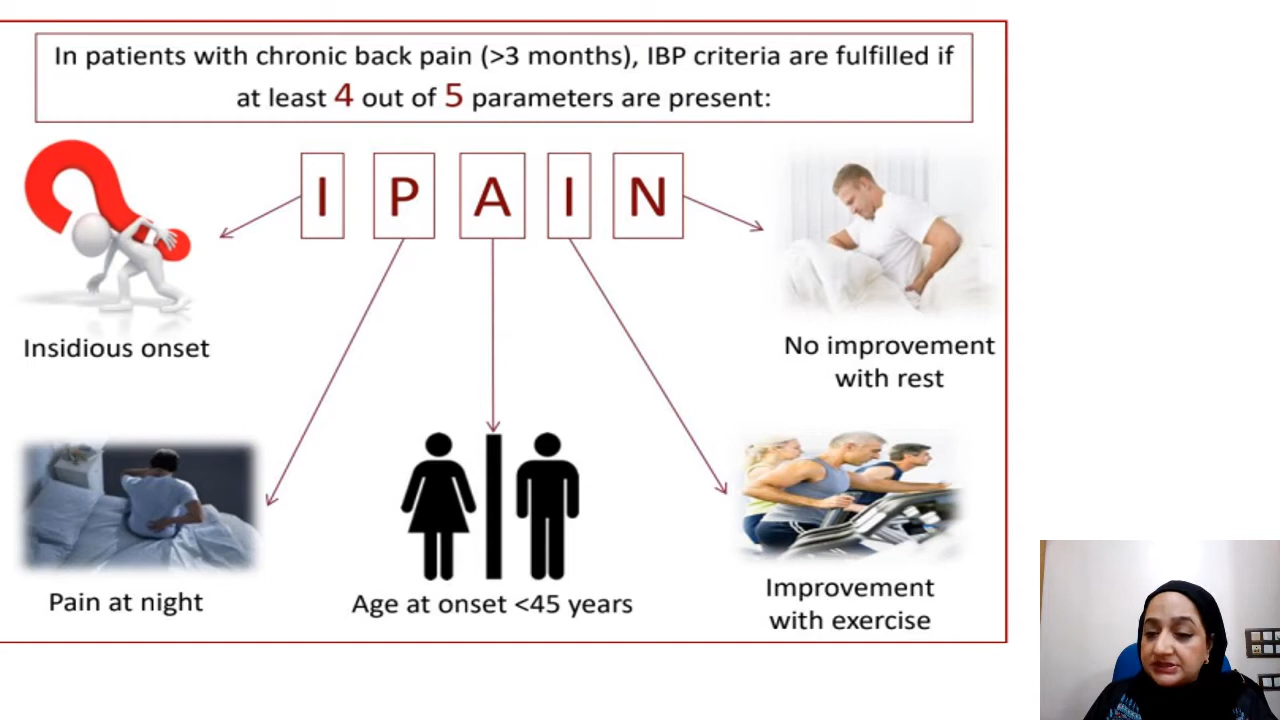 In patients with chronic back pain (>3 months), IBP criteria are fulfilled if
at least 4 out of 5 parameters are present:
I P A I N
Insidious onset
No improvement
with rest
Pain at night
Age at onset <45 years
Improvement
with exercise